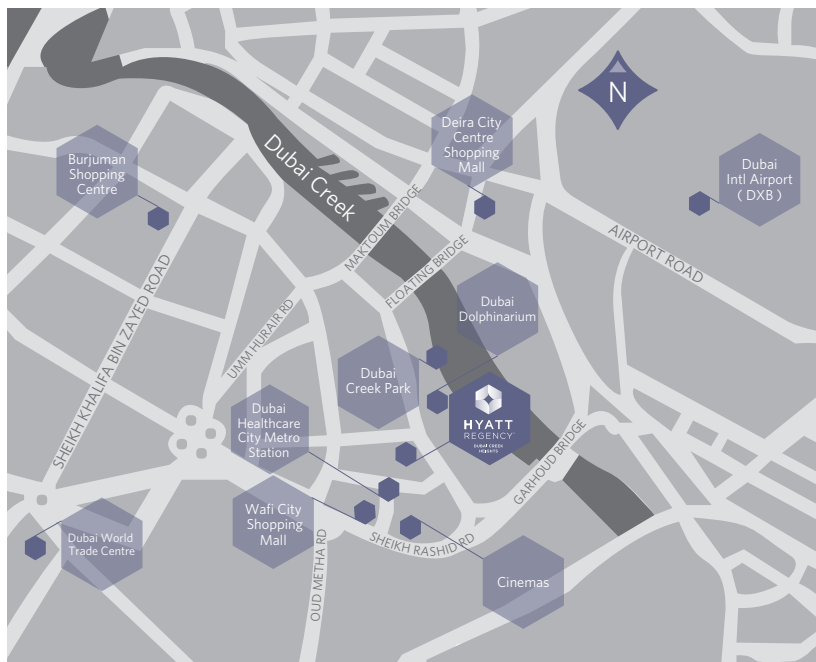 N
Deira City
Centre
Shopping
Mall
Dubai
Intl Airport
( DXB )
Burjuman
Shopping
Centre
Dubai Creek
MAKTOUM BRIDGE
FLOATING BRIDGE
AIRPORT ROAD
SHEIKH KHALIFA BIN ZAYED ROAD
UMM HURAIR RD
Dubai
Dolphinarium
Dubai
Creek Park
HYATT
REGENCY
DUBAI CREEK
HEIGHTS
Dubai
Healthcare
City Metro
Station
GARHOUD BRIDGE
Wafi City
Shopping
Mall
Dubai World
Trade Centre
OUD METHA RD
SHEIKH RASHID RD
Cinemas